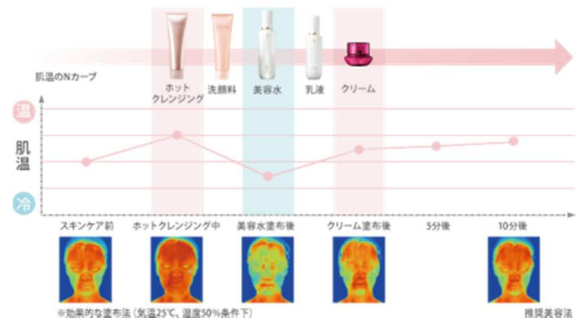 肌温のNカーブ
ホット
クレンジング
洗顔料
美容水
乳液
クリーム
温
肌温
冷
スキンケア前
ホットクレンジング中
美容水塗布後
クリーム塗布後
5分後
10分後
※効果的な塗布法（気温25℃、湿度50%条件下）
推奨美容法